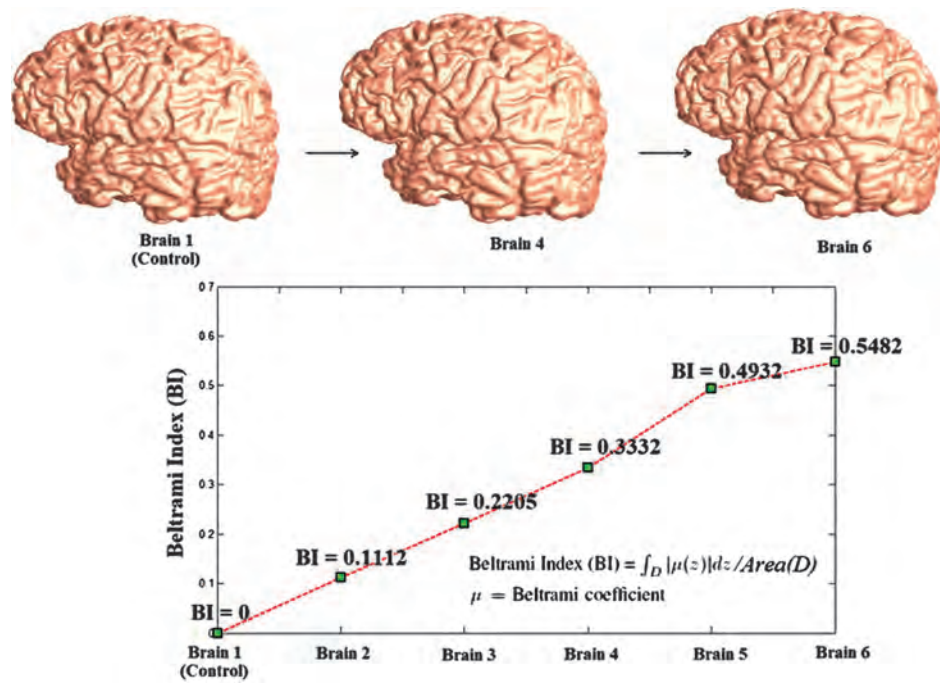 Brain 1
(Control)
Brain 4
Brain 6
0.7
0.6
0.5
0.4
0.3
0.2
0.1
0
Beltrami Index (BI)
BI = 0
BI = 0.1112
BI = 0.2205
BI = 0.3332
BI = 0.4932
BI = 0.5482
Beltrami Index (BI) = ∫_D |μ(z)|dz/Area(D)
μ = Beltrami coefficient
Brain 1
(Control)
Brain 2
Brain 3
Brain 4
Brain 5
Brain 6